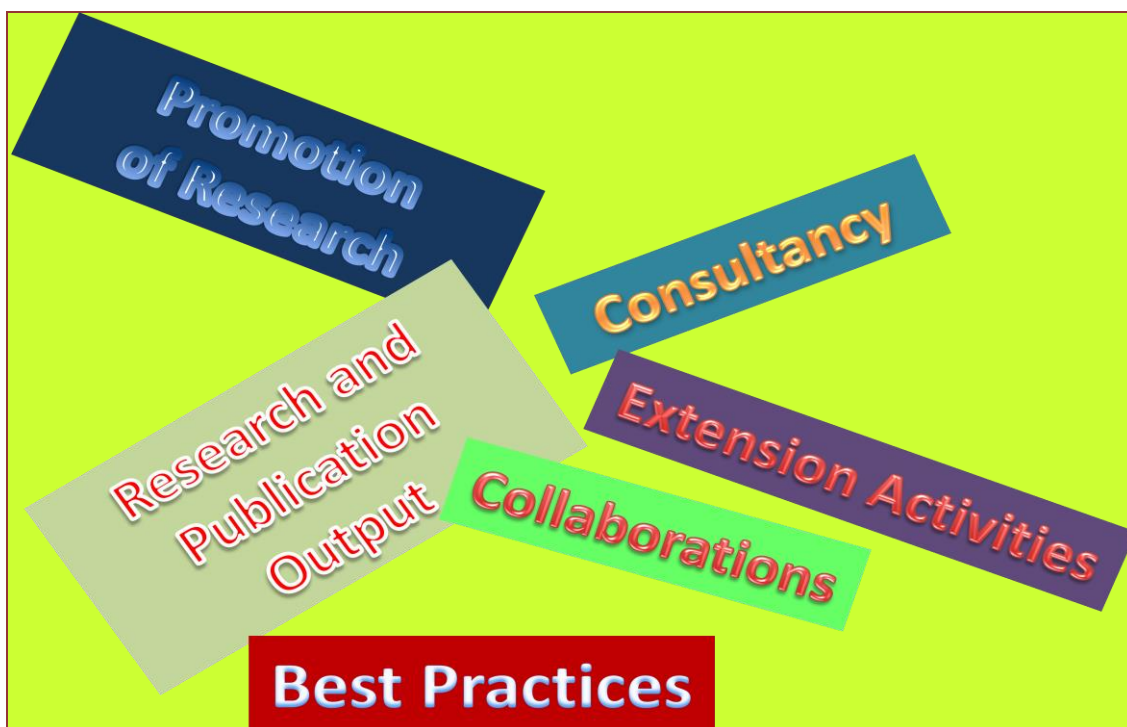 Promotion
of Research
Consultancy
Research and
Publication
Output
Extension Activities
Collaborations
Best Practices